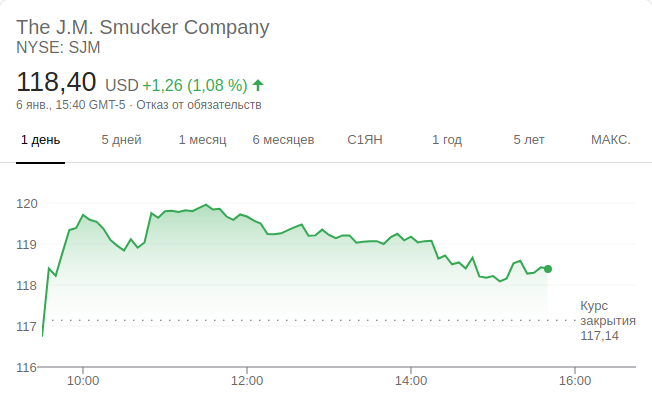 The J.M. Smucker Company
NYSE: SJM
118,40 USD +1,26 (1,08 %)
6 янв., 15:40 GMT-5 · Отказ от обязательств
1 день 5 дней 1 месяц 6 месяцев С1ЯН 1 год 5 лет МАКС.
120
119
118
117
116
Курс
закрытия
117,14
10:00 12:00 14:00 16:00